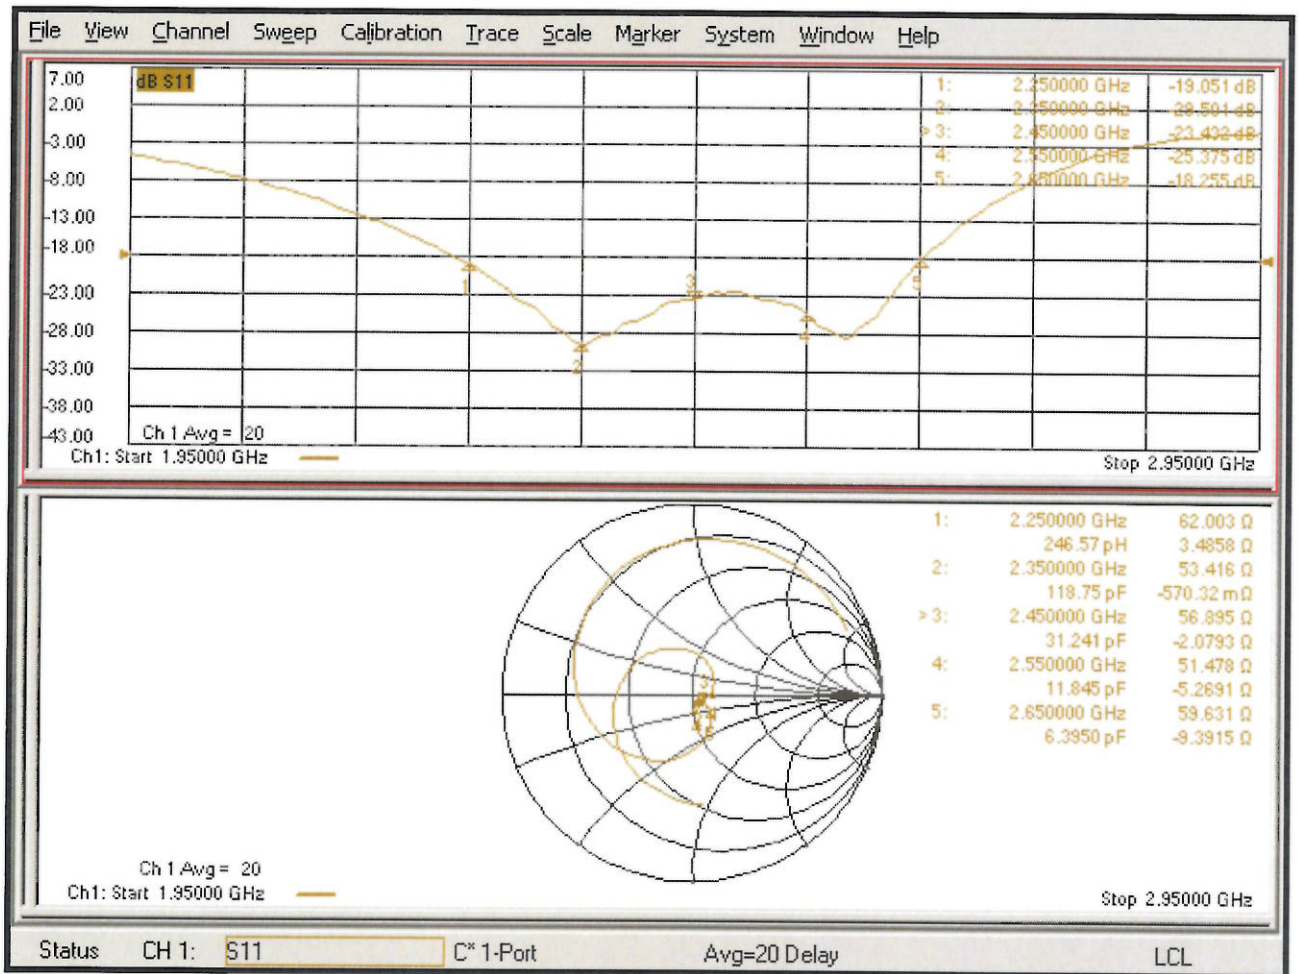 File View Channel Sweep Calibration Trace Scale Marker System Window Help
7.00
2.00
-3.00
-8.00
-13.00
-18.00
-23.00
-28.00
-33.00
-38.00
-43.00
dB S11
1: 2.250000 GHz -19.051 dB
2: 2.350000 GHz
> 3: 2.450000 GHz -23.432 dB
4: 2.550000 GHz -25.375 dB
5: 2.650000 GHz -18.255 dB
1
2
3
4
5
Ch 1 Avg = 20
Ch1: Start 1.95000 GHz
Stop 2.95000 GHz
1: 2.250000 GHz 62.003 Ω
246.57 pH 3.4858 Ω
2: 2.350000 GHz 53.416 Ω
118.75 pF -570.32 mΩ
> 3: 2.450000 GHz 56.895 Ω
31.241 pF -2.0793 Ω
4: 2.550000 GHz 51.478 Ω
11.845 pF -5.2691 Ω
5: 2.650000 GHz 59.631 Ω
6.3950 pF -9.3915 Ω
Ch 1 Avg = 20
Ch1: Start 1.95000 GHz
Stop 2.95000 GHz
Status CH 1: S11 C* 1-Port Avg=20 Delay LCL